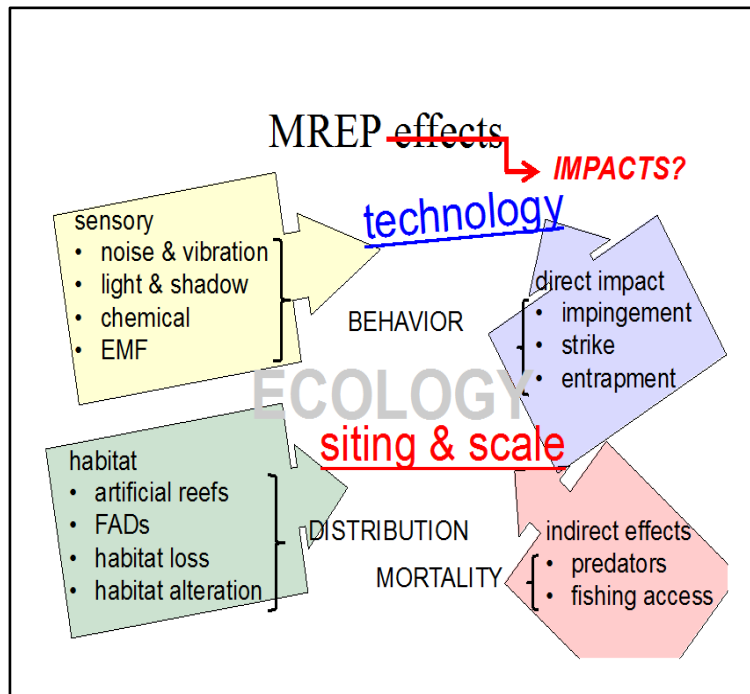 MREP effects
IMPACTS?
technology
sensory
• noise & vibration
• light & shadow
• chemical
• EMF
BEHAVIOR
direct impact
• impingement
• strike
• entrapment
ECOLOGY
siting & scale
habitat
• artificial reefs
• FADs
• habitat loss
• habitat alteration
DISTRIBUTION
MORTALITY
indirect effects
• predators
• fishing access